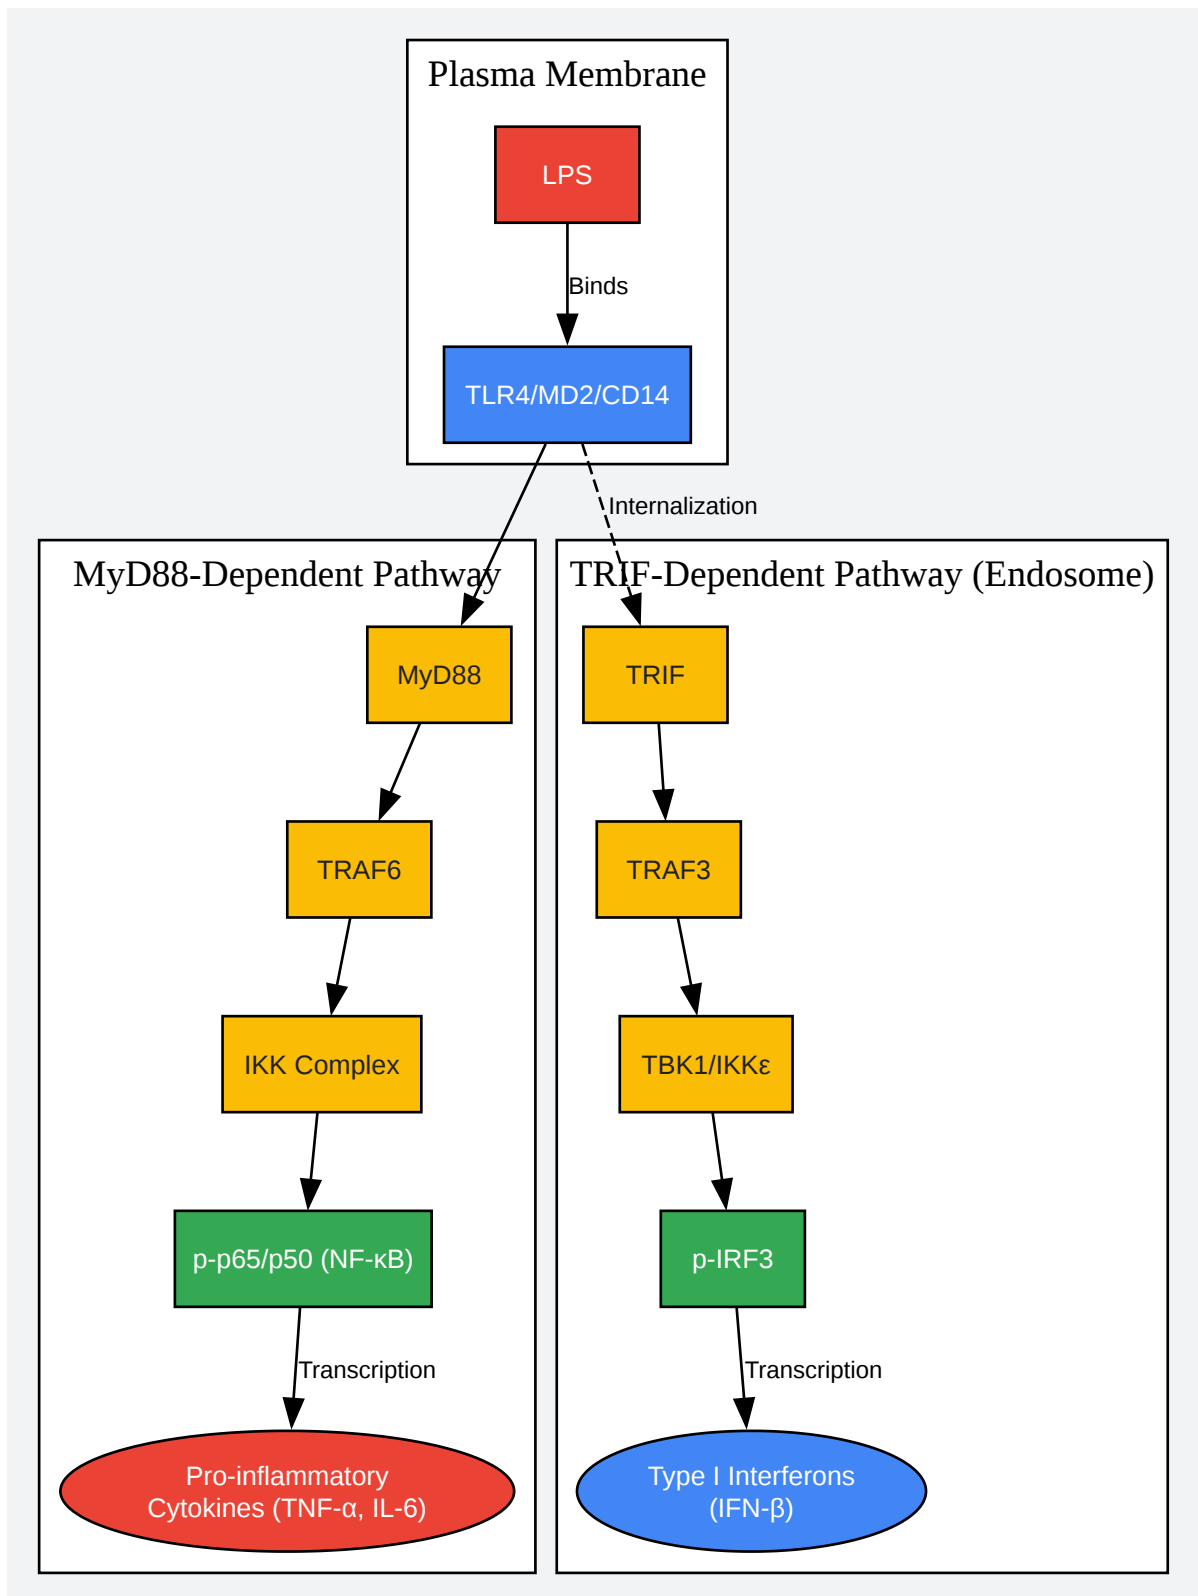 Plasma Membrane
LPS
Binds
TLR4/MD2/CD14
Internalization
MyD88-Dependent Pathway
MyD88
TRAF6
IKK Complex
p-p65/p50 (NF-κB)
Transcription
Pro-inflammatory
Cytokines (TNF-α, IL-6)
TRIF-Dependent Pathway (Endosome)
TRIF
TRAF3
TBK1/IKKε
p-IRF3
Transcription
Type I Interferons
(IFN-β)